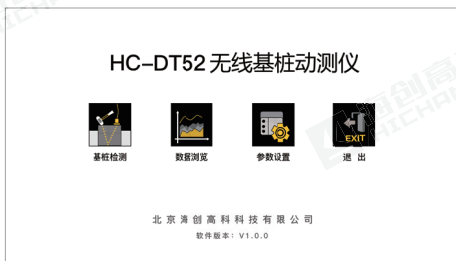 HC-DT52 无线基桩动测仪
EXIT
基桩检测 数据浏览 参数设置 退 出
北京海创高科科技有限公司
软件版本：V1.0.0